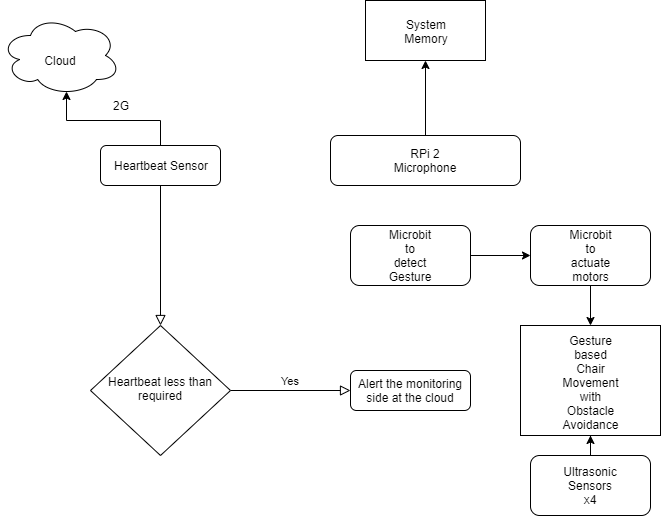 System
Memory
Cloud
2G
RPi 2
Microphone
Heartbeat Sensor
Microbit
to
detect
Gesture
Microbit
to
actuate
motors
Gesture
based
Chair
Movement
with
Obstacle
Avoidance
Heartbeat less than
required
Yes
Alert the monitoring
side at the cloud
Ultrasonic
Sensors
x4